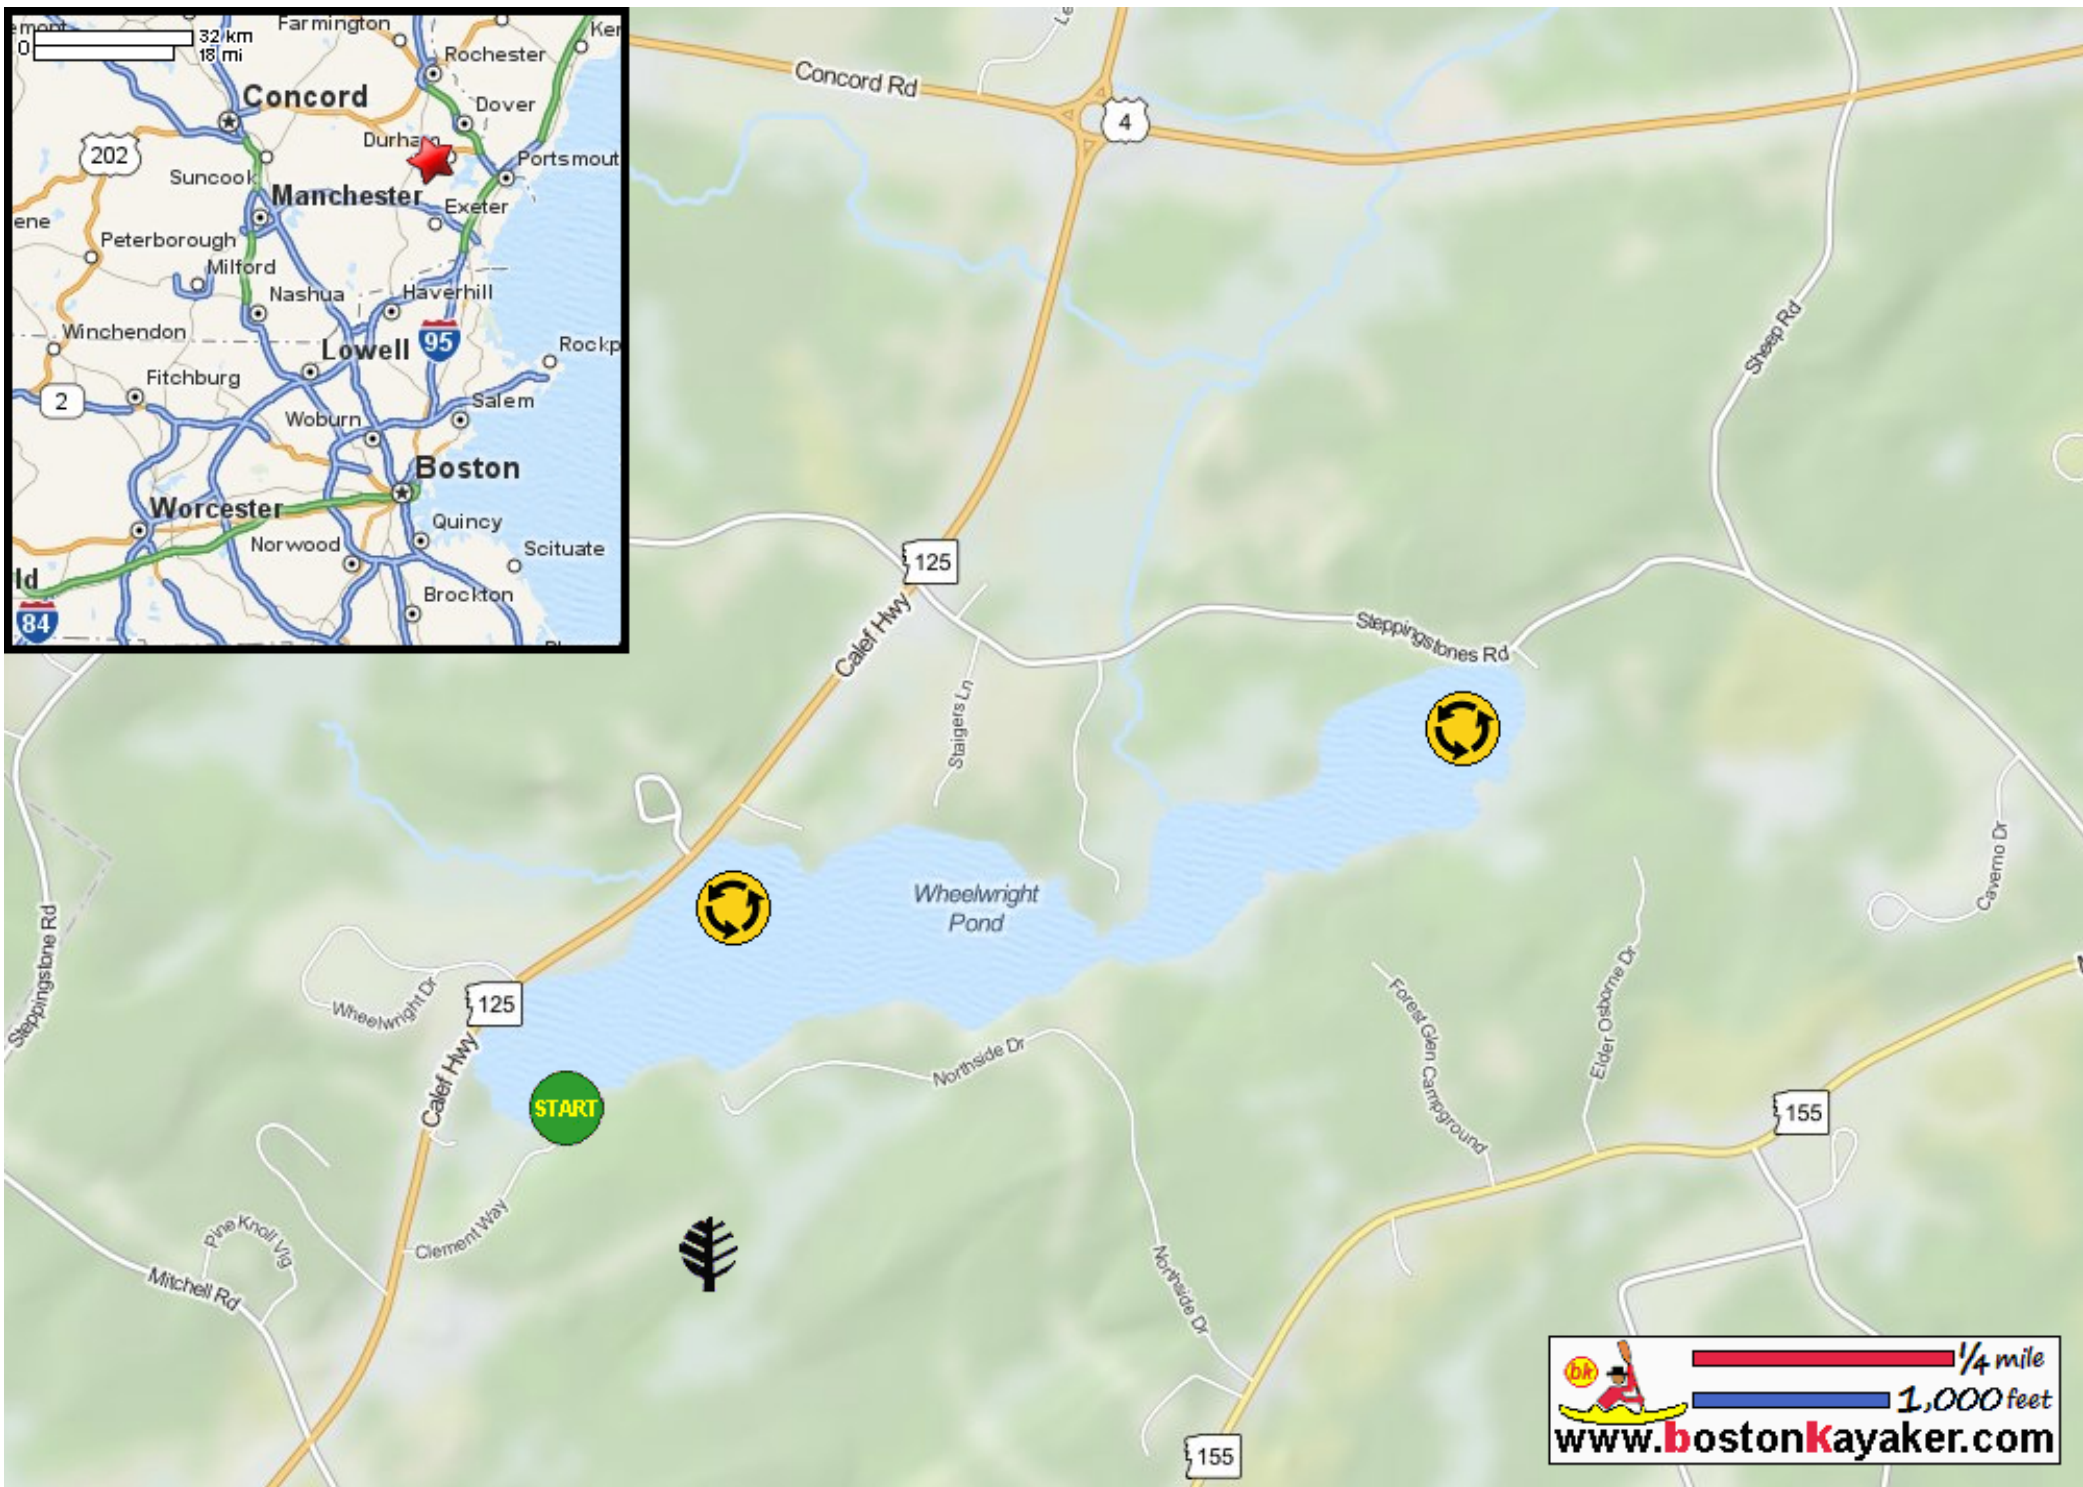 0
32 km
18 mi
Farmington
Rochester
Concord
Dover
202
Durham
Suncook
Manchester
Exeter
Peterborough
Milford
Nashua
Haverhill
Winchendon
Lowell
95
Fitchburg
2
Woburn
Salem
Boston
Worcester
Quincy
Norwood
Scituate
Brockton
84
Concord Rd
4
Sheep Rd
125
Calef Hwy
Steppingstones Rd
Staigers Ln
Wheelwright
Pond
Caverno Dr
Steppingstone Rd
Wheelwright Dr
125
Calef Hwy
START
Northside Dr
Forest Glen Campground
Elder Osborne Dr
155
Clement Way
Pine Knoll Vlg
Mitchell Rd
Northside Dr
155
bk
1/4 mile
1,000 feet
www.bostonkayaker.com